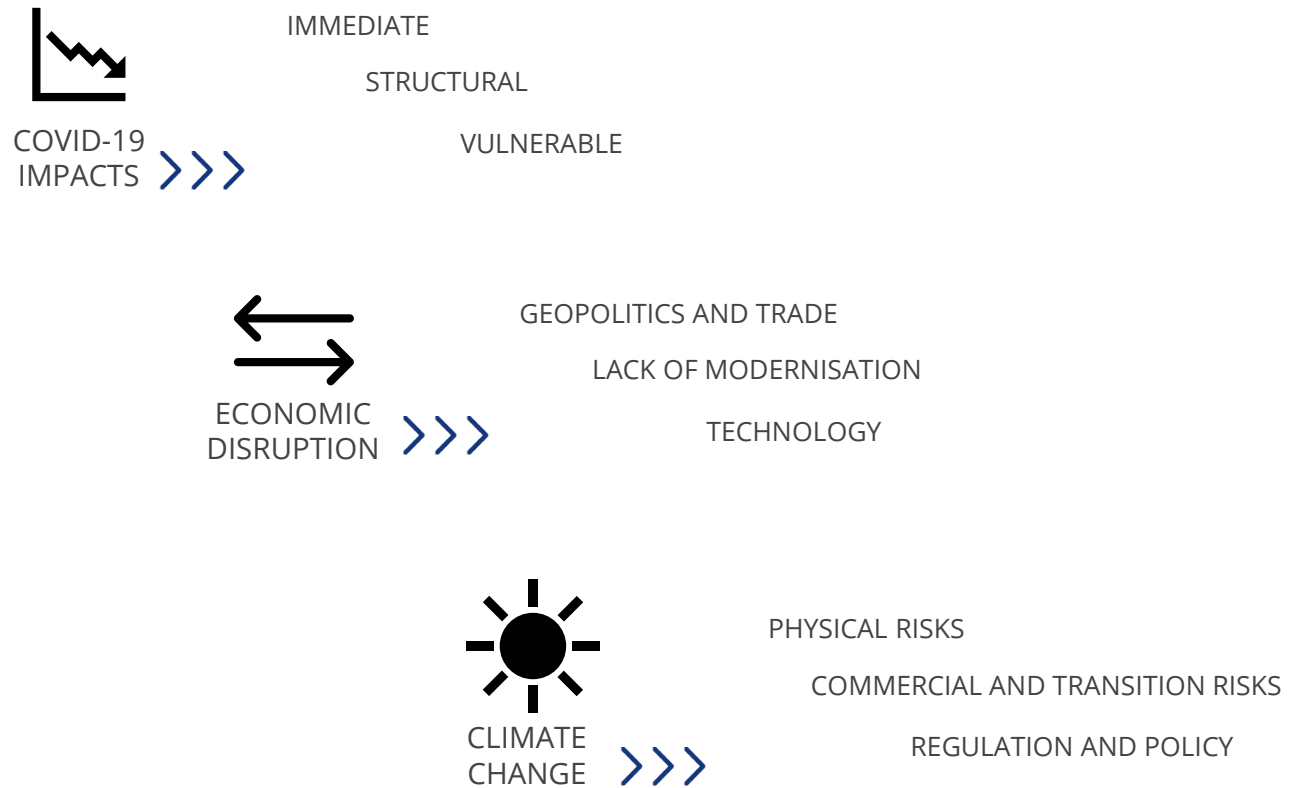 IMMEDIATE
STRUCTURAL
VULNERABLE
COVID-19
IMPACTS
GEOPOLITICS AND TRADE
LACK OF MODERNISATION
TECHNOLOGY
ECONOMIC
DISRUPTION
PHYSICAL RISKS
COMMERCIAL AND TRANSITION RISKS
REGULATION AND POLICY
CLIMATE
CHANGE